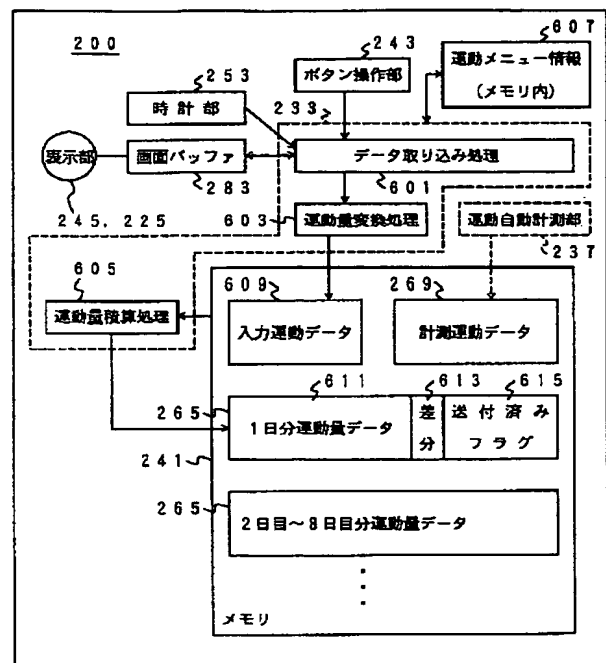 200
607
243
運動メニュー情報
(メモリ内)
ボタン操作部
253
時計部
233
表示部
画面バッファ
データ取り込み処理
283
601
245, 225
603
運動量変換処理
運動自動計測部
237
605
609
269
運動量積算処理
入力運動データ
計測運動データ
611
613
615
265
1日分運動量データ
差分
送付済み
フラグ
241
265
2日目~8日目分運動量データ
メモリ